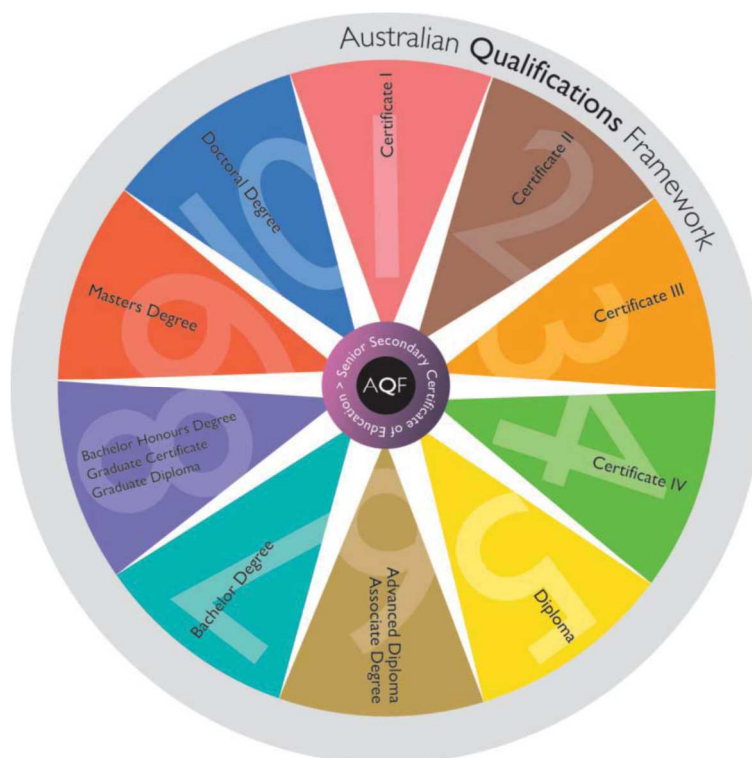 Australian Qualifications Framework
1
Certificate I
2
Certificate II
3
Certificate III
4
Certificate IV
5
Diploma
6
Advanced Diploma
Associate Degree
7
Bachelor Degree
8
Bachelor Honours Degree
Graduate Certificate
Graduate Diploma
9
Masters Degree
10
Doctoral Degree
Senior Secondary Certificate of Education >
AQF